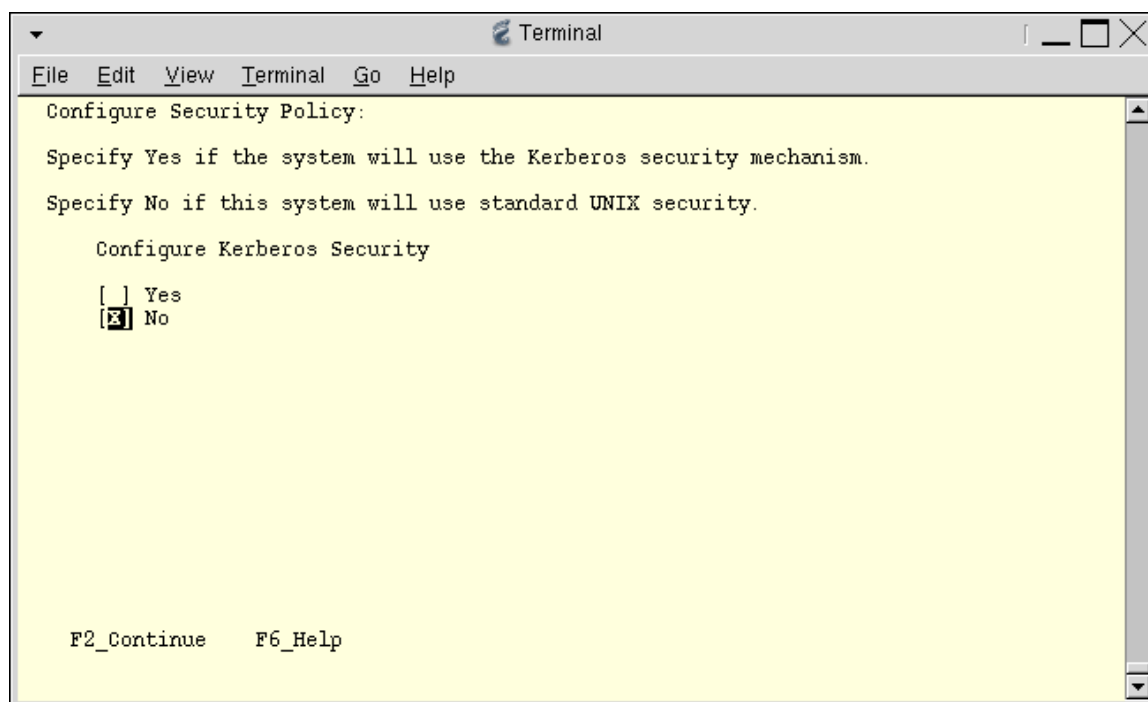 Terminal
File Edit View Terminal Go Help
Configure Security Policy:
Specify Yes if the system will use the Kerberos security mechanism.
Specify No if this system will use standard UNIX security.
Configure Kerberos Security
[ ] Yes
[X] No
F2_Continue F6_Help